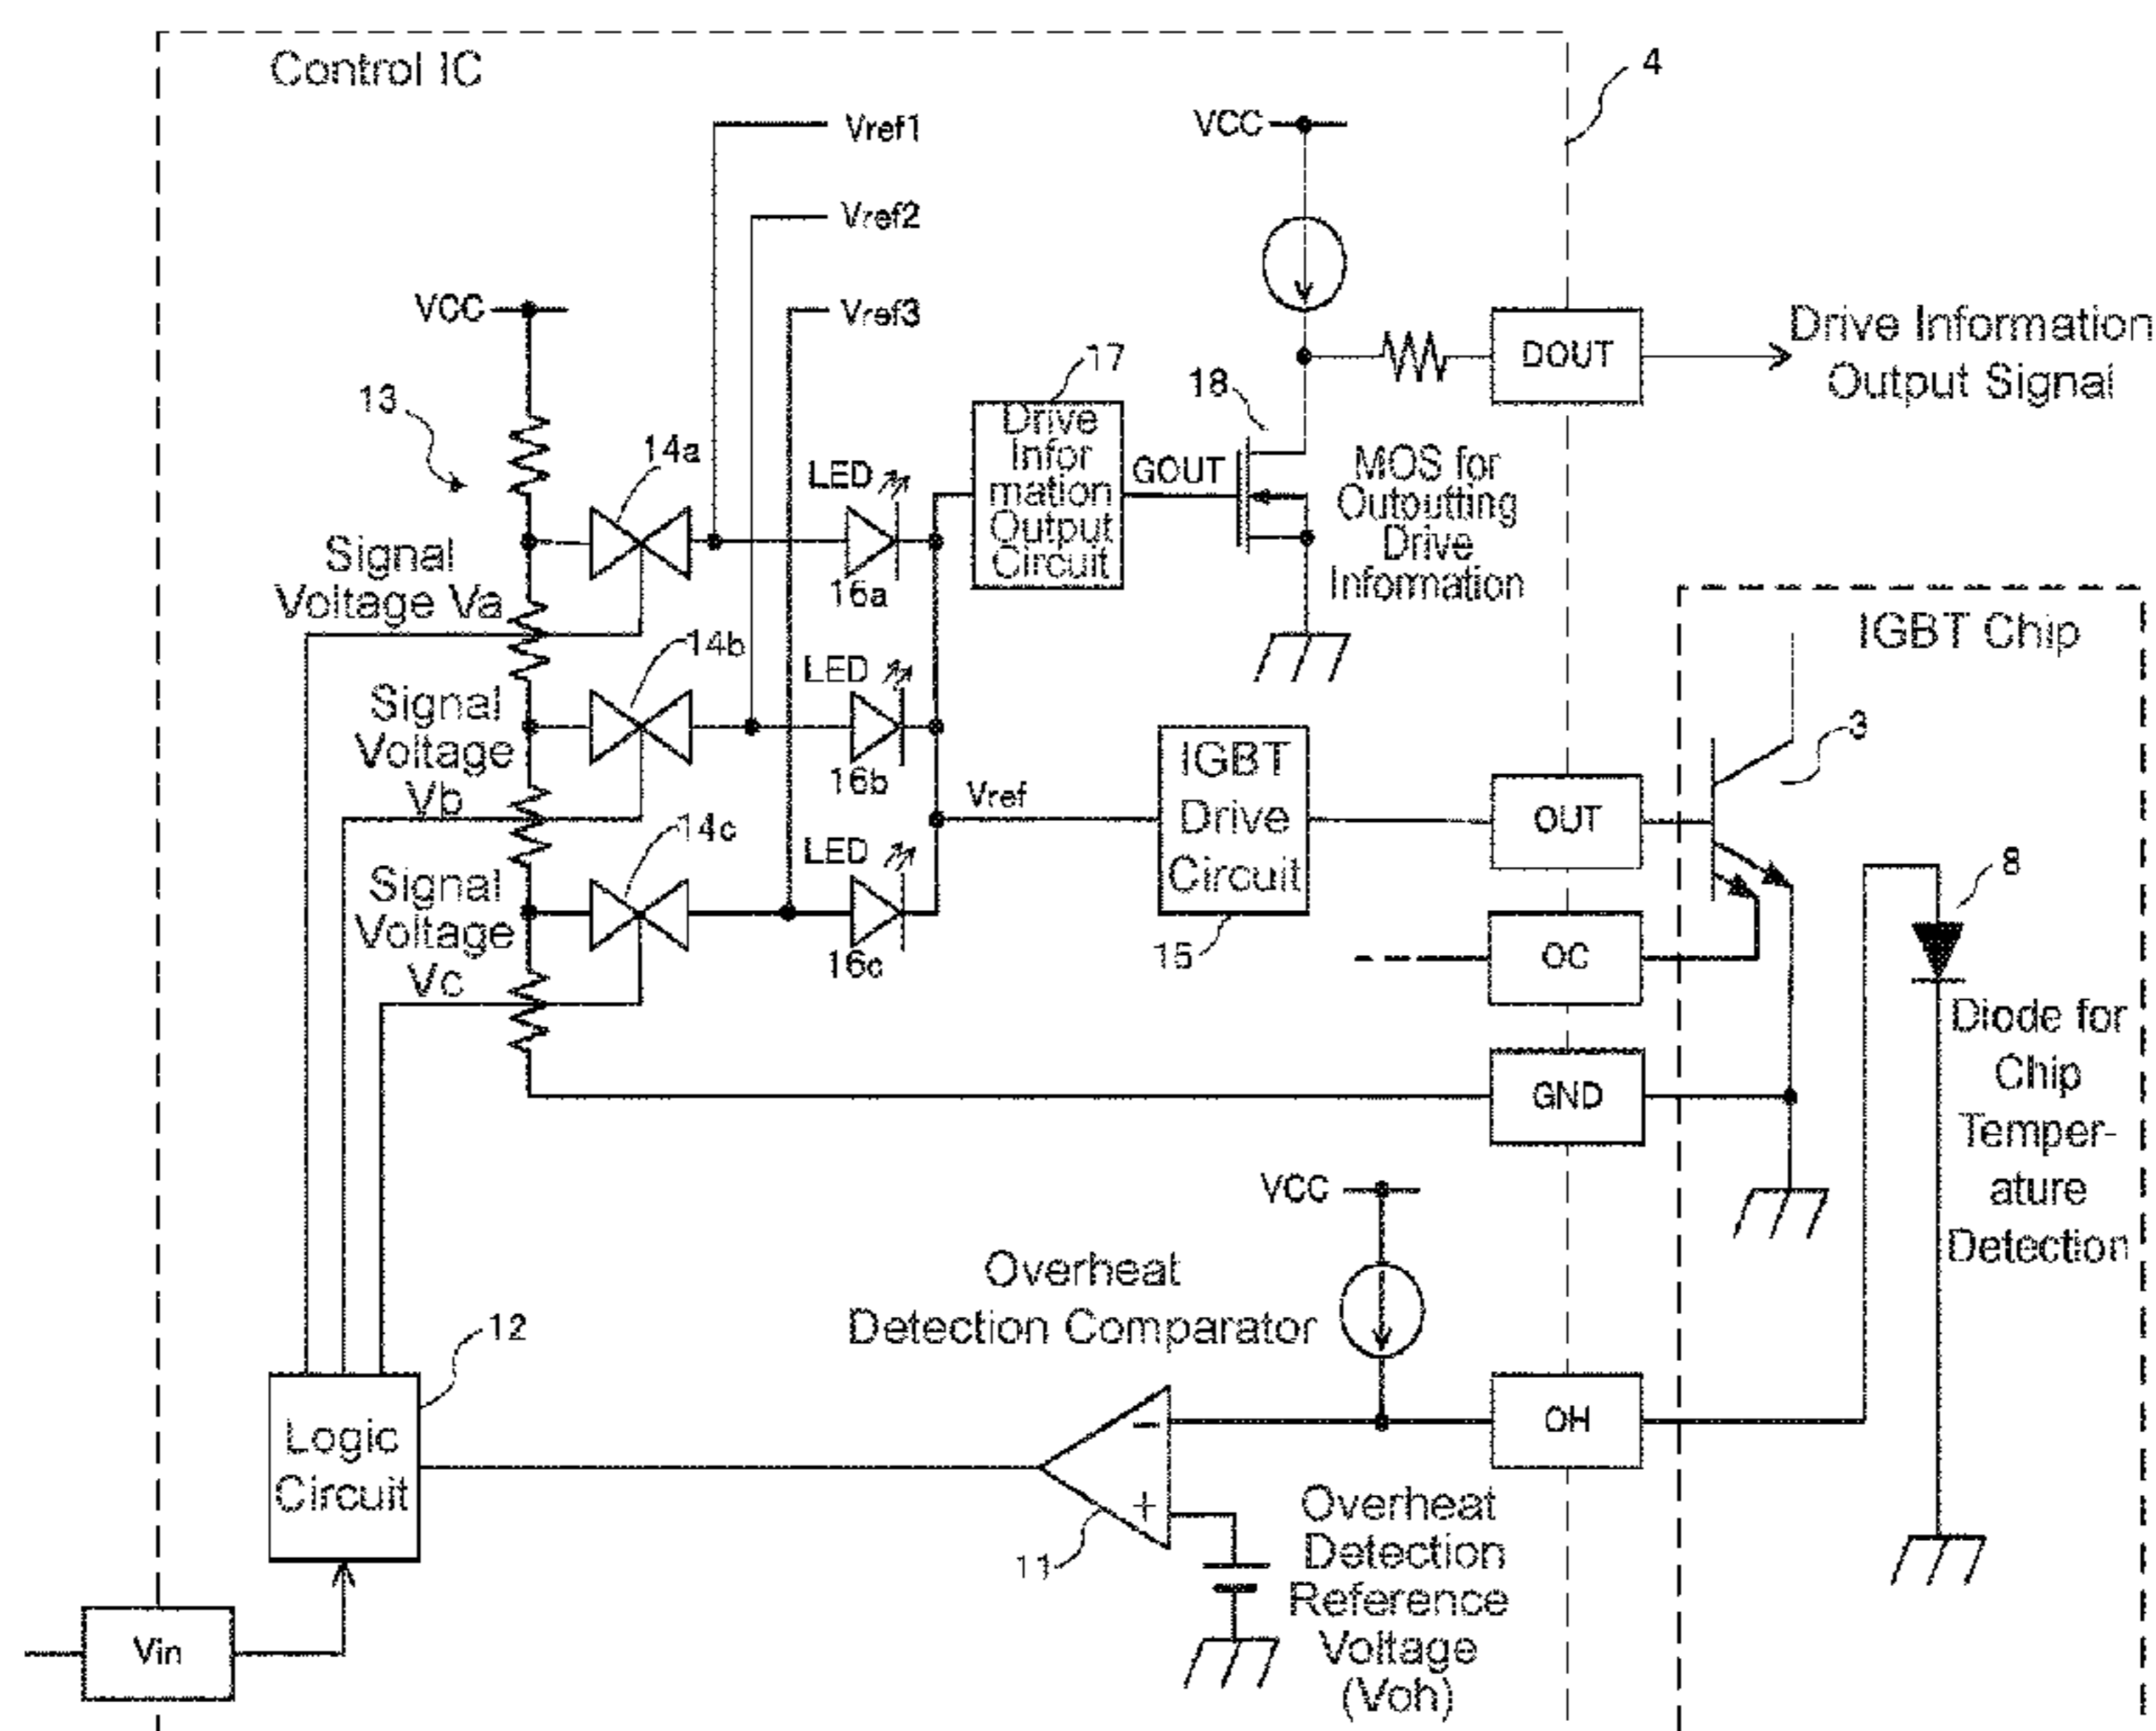 Control IC
4
Vref1
VCC
Vref2
VCC
Vref3
13
14a
LED
17
Drive
Infor
mation
Output
Circuit
GOUT
18
DOUT
Drive Information
Output Signal
MOS for
Outoutting
Drive
Information
Signal
Voltage Va
16a
14b
LED
IGBT Chip
Signal
Voltage
Vb
16b
Vref
IGBT
Drive
Circuit
OUT
3
14c
LED
8
Signal
Voltage
Vc
16c
15
OC
GND
Diode for
Chip
Temper-
ature
Detection
VCC
Overheat
Detection Comparator
12
Logic
Circuit
−
+
11
OH
Overheat
Detection
Reference
Voltage
(Voh)
Vin